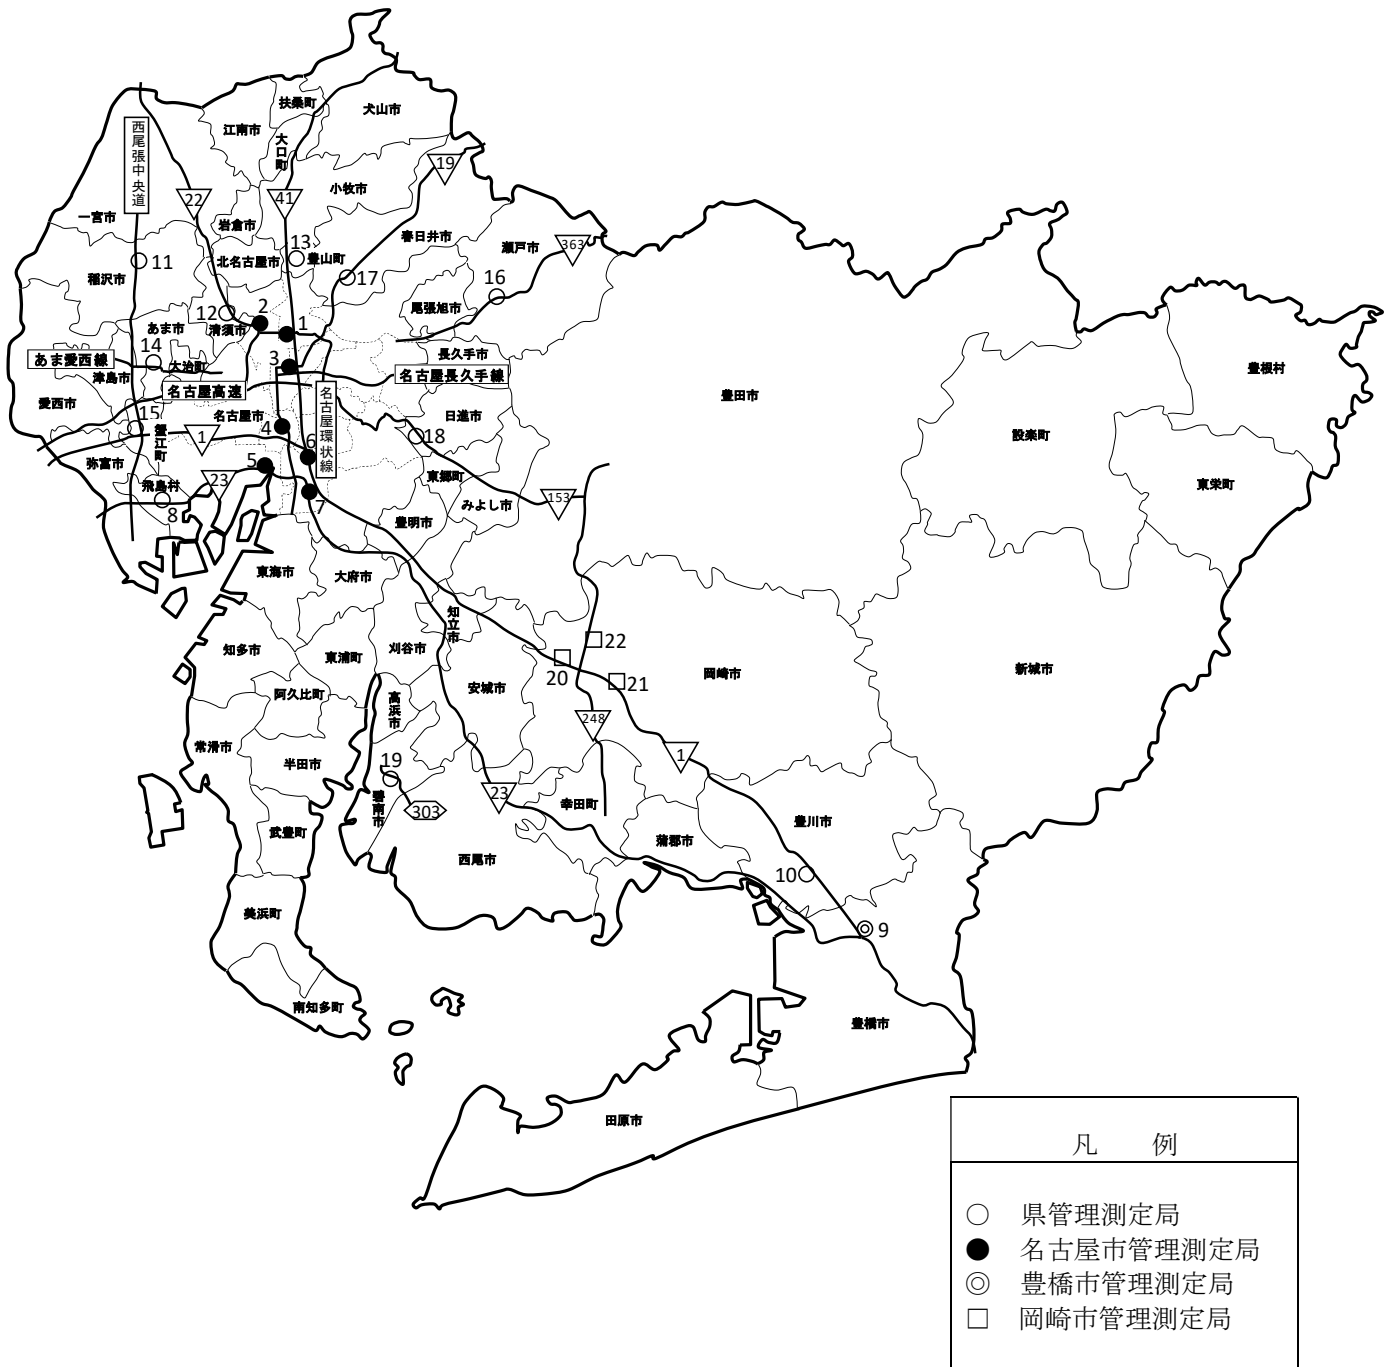 扶桑町
犬山市
江南市
大口町
西尾張中央道
19
小牧市
22
41
一宮市
岩倉市
春日井市
瀬戸市
363
13
豊山町
北名古屋市
11
17
稲沢市
16
尾張旭市
12
2
1
あま市
清須市
14
3
長久手市
あま愛西線
大治町
豊根村
津島市
名古屋長久手線
名古屋高速
豊田市
愛西市
名古屋環状線
15
名古屋市
日進市
4
蟹江町
1
6
18
設楽町
弥富市
5
23
東郷町
飛島村
東栄町
153
みよし市
8
7
豊明市
東海市
大府市
知立市
22
知多市
東浦町
刈谷市
新城市
20
岡崎市
21
安城市
阿久比町
高浜市
248
常滑市
1
半田市
19
23
幸田町
碧南市
303
豊川市
武豊町
蒲郡市
西尾市
10
美浜町
9
南知多町
豊橋市
田原市
凡 例
○ 県管理測定局
● 名古屋市管理測定局
◎ 豊橋市管理測定局
□ 岡崎市管理測定局